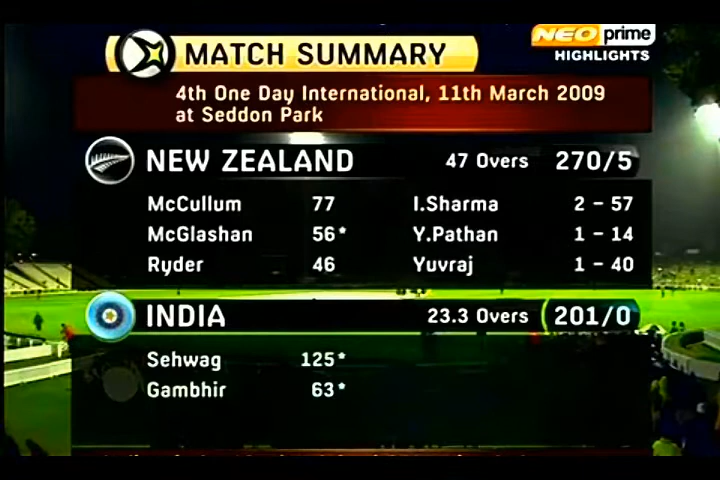 NEO prime
HIGHLIGHTS
MATCH SUMMARY
4th One Day International, 11th March 2009
at Seddon Park
NEW ZEALAND 47 Overs 270/5
McCullum 77 I.Sharma 2 - 57
McGlashan 56* Y.Pathan 1 - 14
Ryder 46 Yuvraj 1 - 40
INDIA 23.3 Overs 201/0
Sehwag 125*
Gambhir 63*